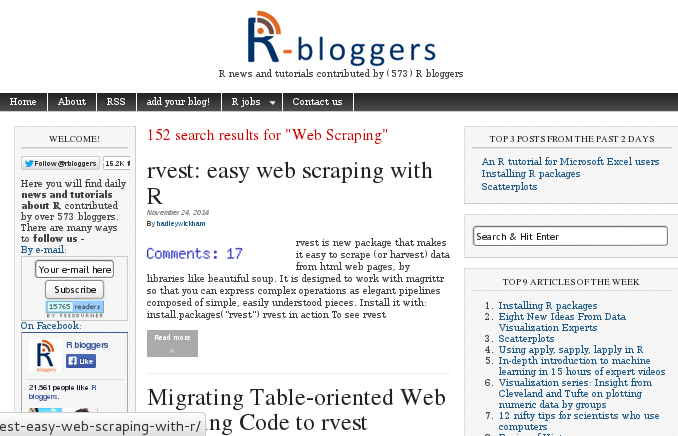 R-bloggers
R news and tutorials contributed by (573) R bloggers
Home About RSS add your blog! R jobs Contact us
WELCOME!
Follow @rbloggers 15.2K
Here you will find daily
news and tutorials
about R, contributed
by over 573 bloggers.
There are many ways
to follow us -
By e-mail:
Your e-mail here
Subscribe
15765 readers
BY FEEDBURNER
On Facebook:
R bloggers
Like
21,561 people like R
bloggers.
est-easy-web-scraping-with-r/
152 search results for "Web Scraping"
rvest: easy web scraping with
R
November 24, 2014
By hadleywickham
Comments: 17
rvest is new package that makes
it easy to scrape (or harvest) data
from html web pages, by
libraries like beautiful soup. It is designed to work with magrittr
so that you can express complex operations as elegant pipelines
composed of simple, easily understood pieces. Install it with:
install.packages("rvest") rvest in action To see rvest
Read more
»
Migrating Table-oriented Web
ng Code to rvest
TOP 3 POSTS FROM THE PAST 2 DAYS
An R tutorial for Microsoft Excel users
Installing R packages
Scatterplots
Search & Hit Enter
TOP 9 ARTICLES OF THE WEEK
1. Installing R packages
2. Eight New Ideas From Data
Visualization Experts
3. Scatterplots
4. Using apply, sapply, lapply in R
5. In-depth introduction to machine
learning in 15 hours of expert videos
6. Visualization series: Insight from
Cleveland and Tufte on plotting
numeric data by groups
7. 12 nifty tips for scientists who use
computers